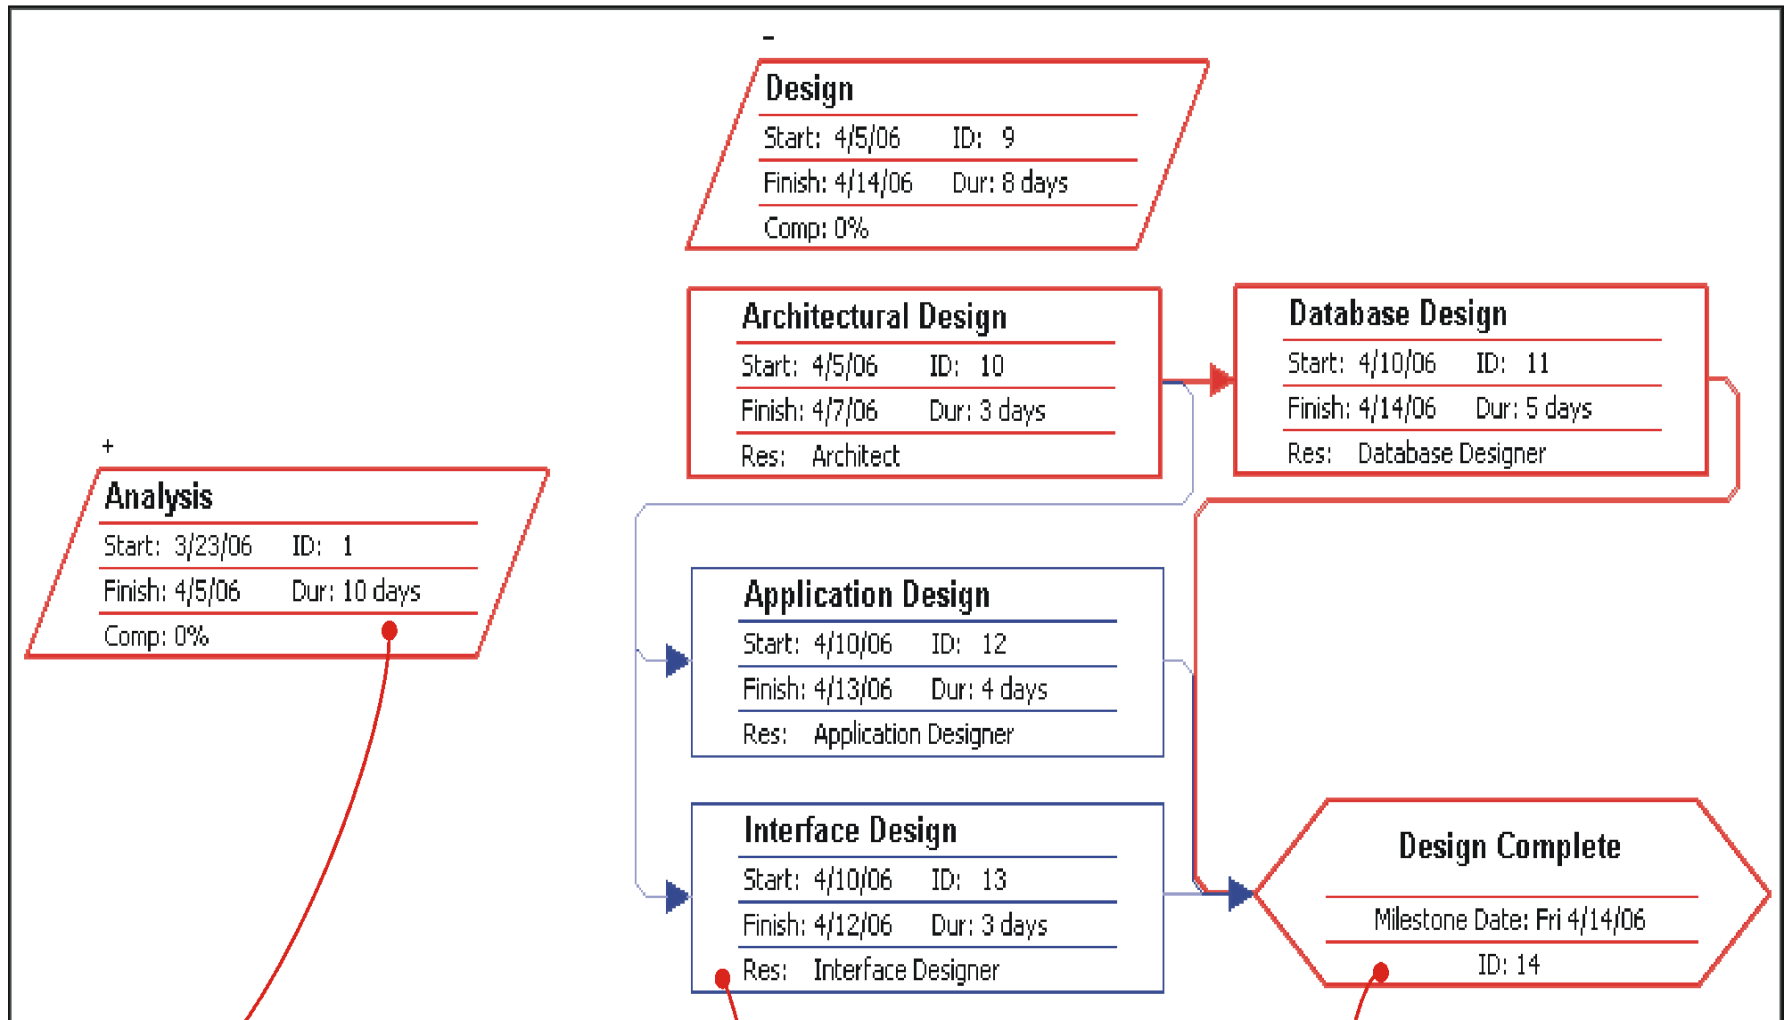 −
Design
Start: 4/5/06 ID: 9
Finish: 4/14/06 Dur: 8 days
Comp: 0%
Architectural Design
Start: 4/5/06 ID: 10
Finish: 4/7/06 Dur: 3 days
Res: Architect
Database Design
Start: 4/10/06 ID: 11
Finish: 4/14/06 Dur: 5 days
Res: Database Designer
+
Analysis
Start: 3/23/06 ID: 1
Finish: 4/5/06 Dur: 10 days
Comp: 0%
Application Design
Start: 4/10/06 ID: 12
Finish: 4/13/06 Dur: 4 days
Res: Application Designer
Interface Design
Start: 4/10/06 ID: 13
Finish: 4/12/06 Dur: 3 days
Res: Interface Designer
Design Complete
Milestone Date: Fri 4/14/06
ID: 14